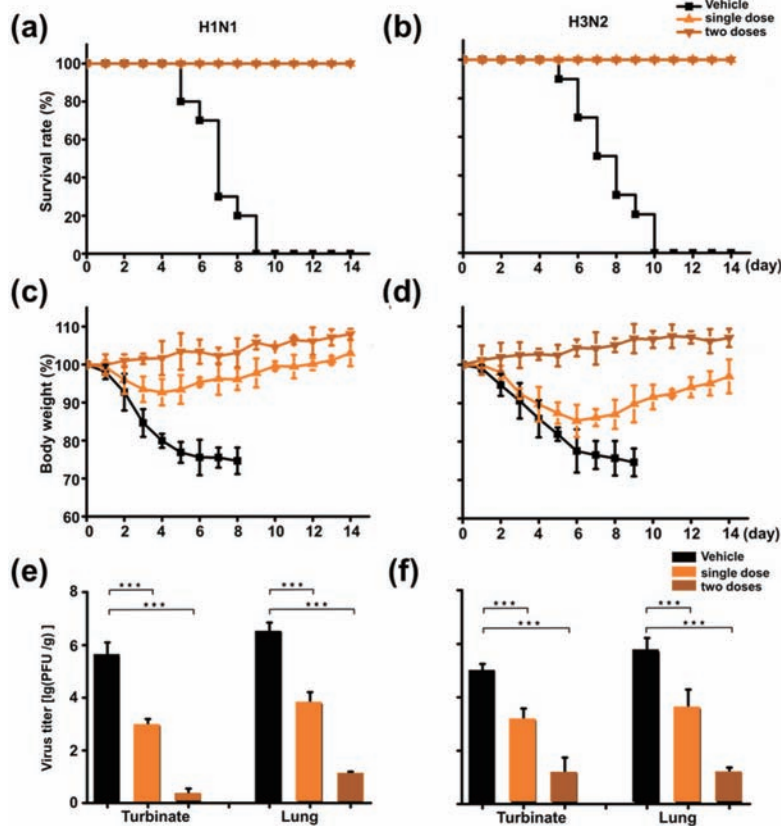 (a)
H1N1
(b)
H3N2
Vehicle
single dose
two doses
Survival rate (%)
100
80
60
40
20
0
0 2 4 6 8 10 12 14 (day)
0 2 4 6 8 10 12 14 (day)
(c)
(d)
Body weight (%)
110
100
90
80
70
60
0 2 4 6 8 10 12 14
0 2 4 6 8 10 12 14 (day)
(e)
(f)
Vehicle
single dose
two doses
Virus titer [lg(PFU /g) ]
8
6
4
2
0
*** ***
*** ***
*** ***
*** ***
Turbinate Lung
Turbinate Lung